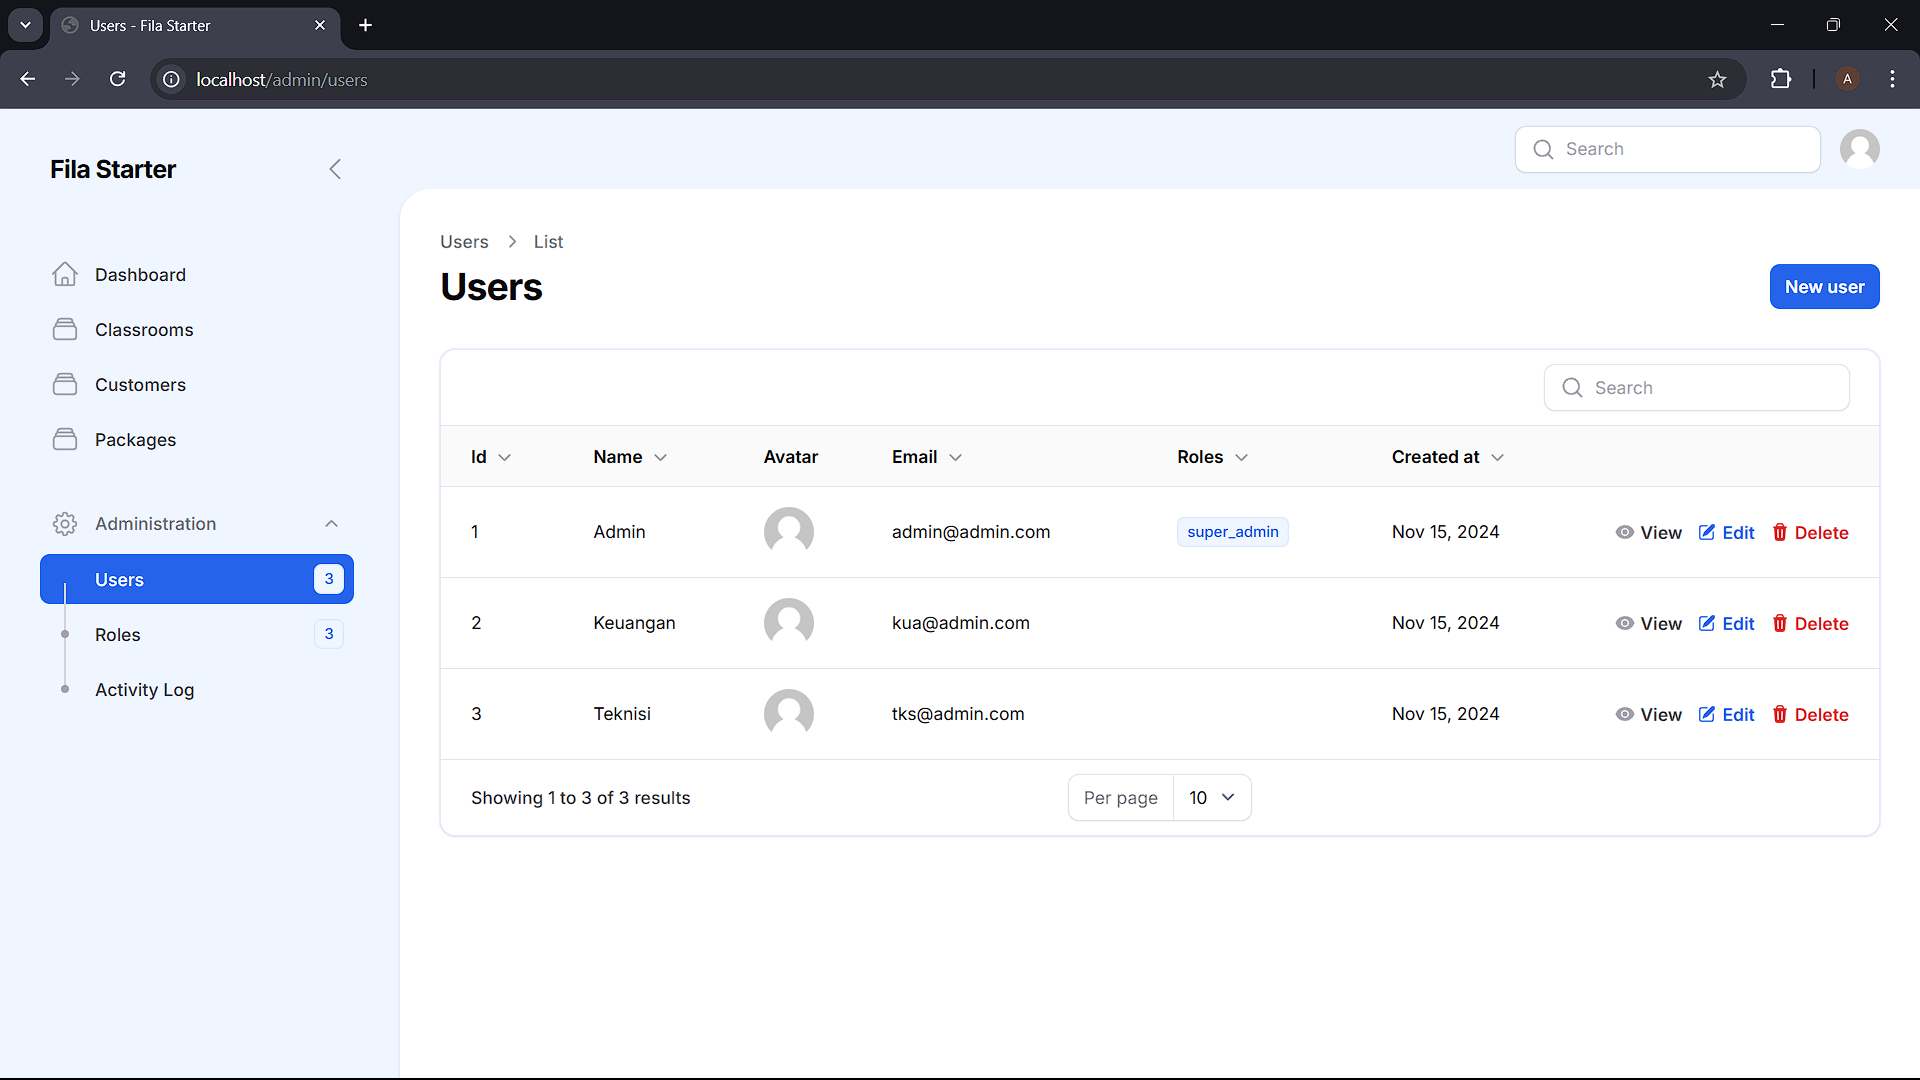 Users - Fila Starter
localhost/admin/users
A
Fila Starter
Search
Dashboard
Classrooms
Customers
Packages
Administration
Users 3
Roles 3
Activity Log
Users List
Users
New user
Search
Id Name Avatar Email Roles Created at
1 Admin admin@admin.com super_admin Nov 15, 2024 View Edit Delete
2 Keuangan kua@admin.com Nov 15, 2024 View Edit Delete
3 Teknisi tks@admin.com Nov 15, 2024 View Edit Delete
Showing 1 to 3 of 3 results Per page 10